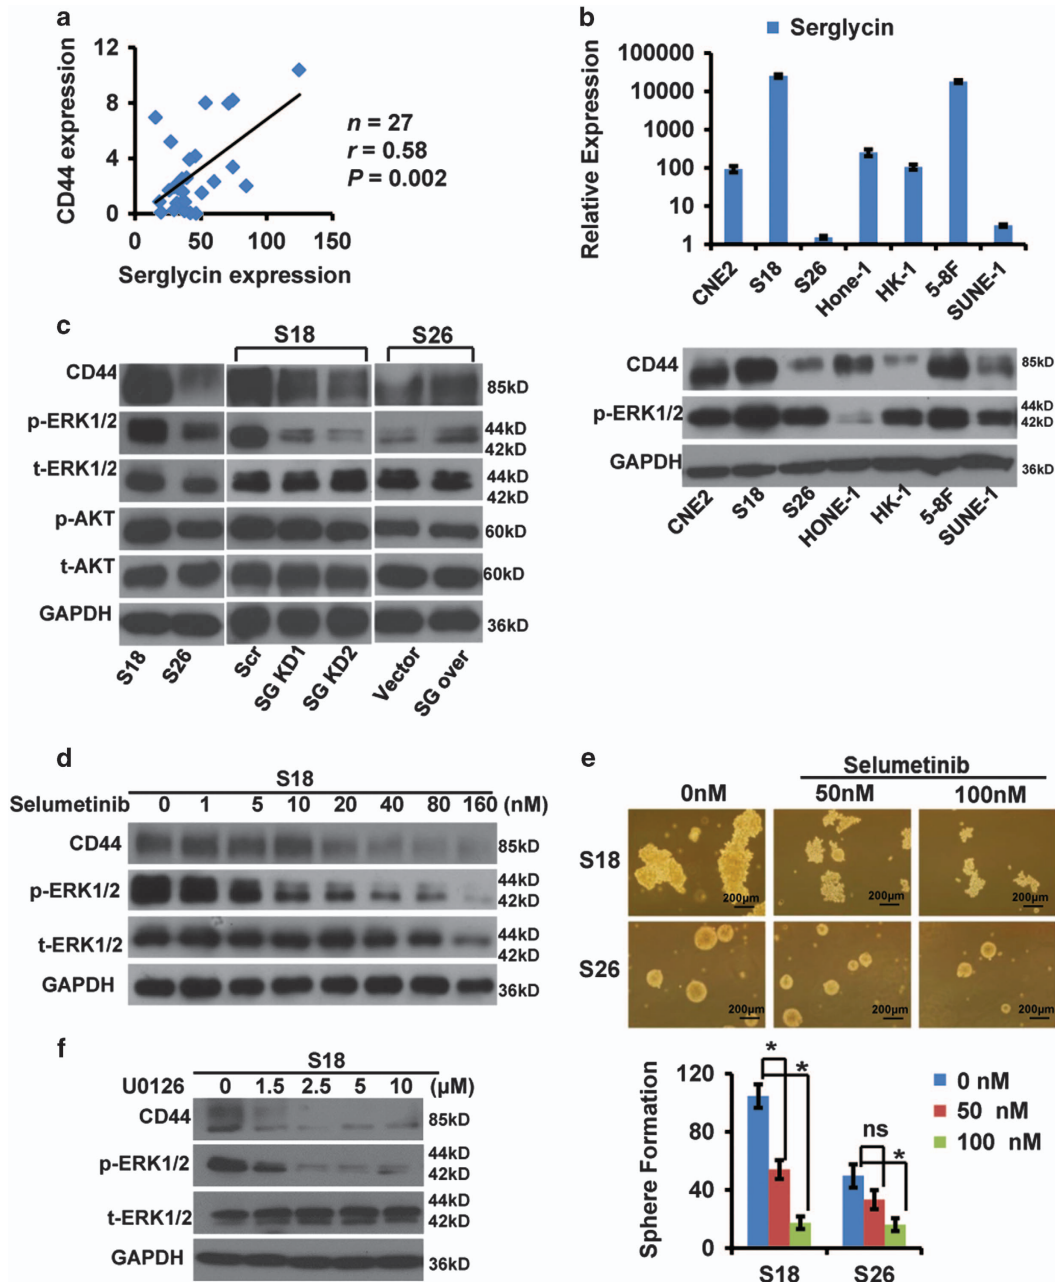 a
CD44 expression
12
8
4
0
0 50 100 150
Serglycin expression
n = 27
r = 0.58
P = 0.002
b
Serglycin
Relative Expression
100000
10000
1000
100
10
1
CNE2 S18 S26 Hone-1 HK-1 5-8F SUNE-1
CD44 85kD
p-ERK1/2 44kD
42kD
GAPDH 36kD
CNE2 S18 S26 HONE-1 HK-1 5-8F SUNE-1
c
S18 S26
CD44 85kD
p-ERK1/2 44kD
42kD
t-ERK1/2 44kD
42kD
p-AKT 60kD
t-AKT 60kD
GAPDH 36kD
S18 S26 Scr SG KD1 SG KD2 Vector SG over
d
S18
Selumetinib 0 1 5 10 20 40 80 160 (nM)
CD44 85kD
p-ERK1/2 44kD
42kD
t-ERK1/2 44kD
42kD
GAPDH 36kD
e
Selumetinib
0nM 50nM 100nM
S18
200µm 200µm 200µm
S26
200µm 200µm 200µm
Sphere Formation
120
80
40
0
* * ns *
0 nM
50 nM
100 nM
S18 S26
f
S18
U0126 0 1.5 2.5 5 10 (µM)
CD44 85kD
p-ERK1/2 44kD
42kD
t-ERK1/2 44kD
42kD
GAPDH 36kD